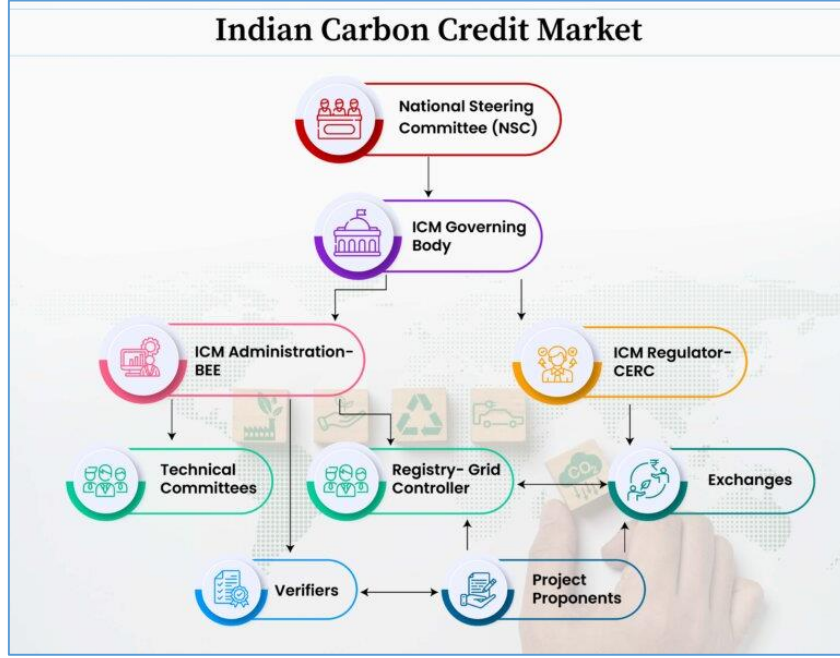 Indian Carbon Credit Market
National Steering
Committee (NSC)
ICM Governing
Body
ICM Administration-
BEE
ICM Regulator-
CERC
Technical
Committees
Registry- Grid
Controller
Exchanges
Verifiers
Project
Proponents
CO2